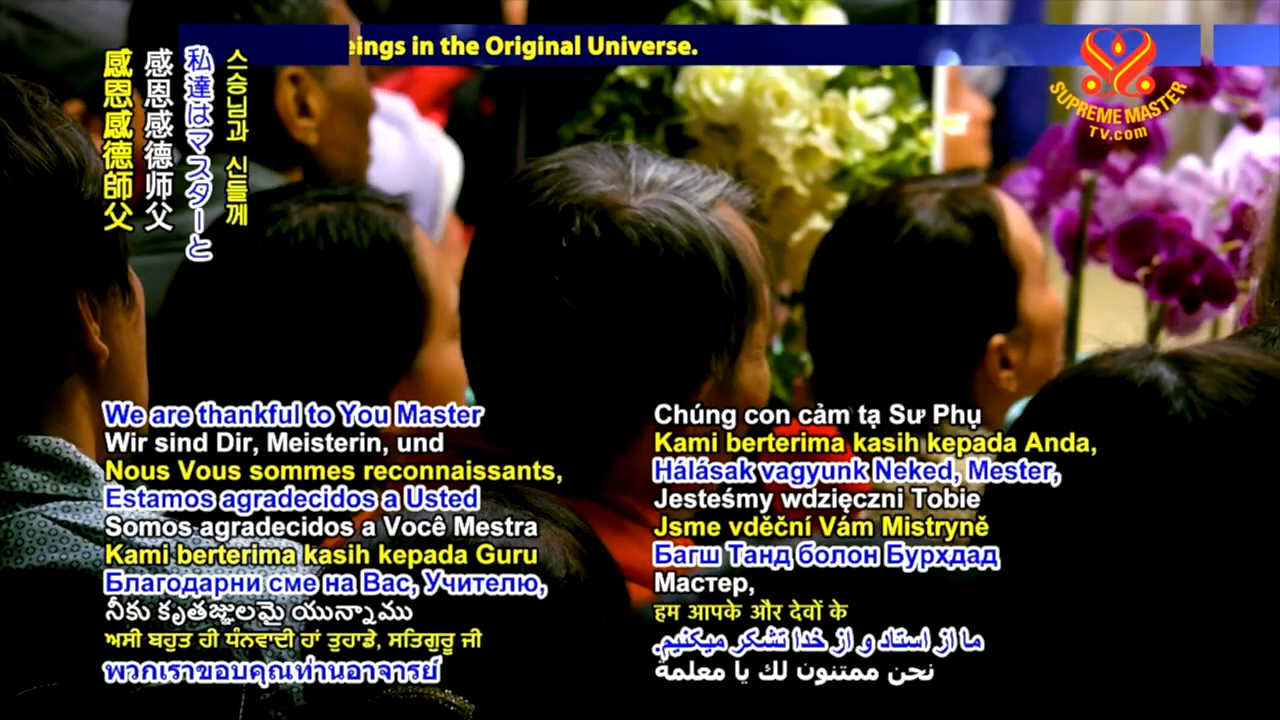 eings in the Original Universe.
SUPREME MASTER
TV.com
스승님과 신들께
私達はマスターと
感恩感德师父
感恩感德師父
We are thankful to You Master
Wir sind Dir, Meisterin, und
Nous Vous sommes reconnaissants,
Estamos agradecidos a Usted
Somos agradecidos a Você Mestra
Kami berterima kasih kepada Guru
Благодарни сме на Вас, Учителю,
నీకు కృతజ్ఞులమై యున్నాము
ਅਸੀ ਬਹੁਤ ਹੀ ਧੰਨਵਾਦੀ ਹਾਂ ਤੁਹਾਡੇ, ਸਤਿਗੁਰੂ ਜੀ
พวกเราขอบคุณท่านอาจารย์
Chúng con cảm tạ Sư Phụ
Kami berterima kasih kepada Anda,
Hálásak vagyunk Neked, Mester,
Jesteśmy wdzięczni Tobie
Jsme vděční Vám Mistryně
Багш Танд болон Бурхдад
Мастер,
हम आपके और देवों के
ما از استاد و از خدا تشکر میکنیم.
نحن ممتنون لك يا معلمة